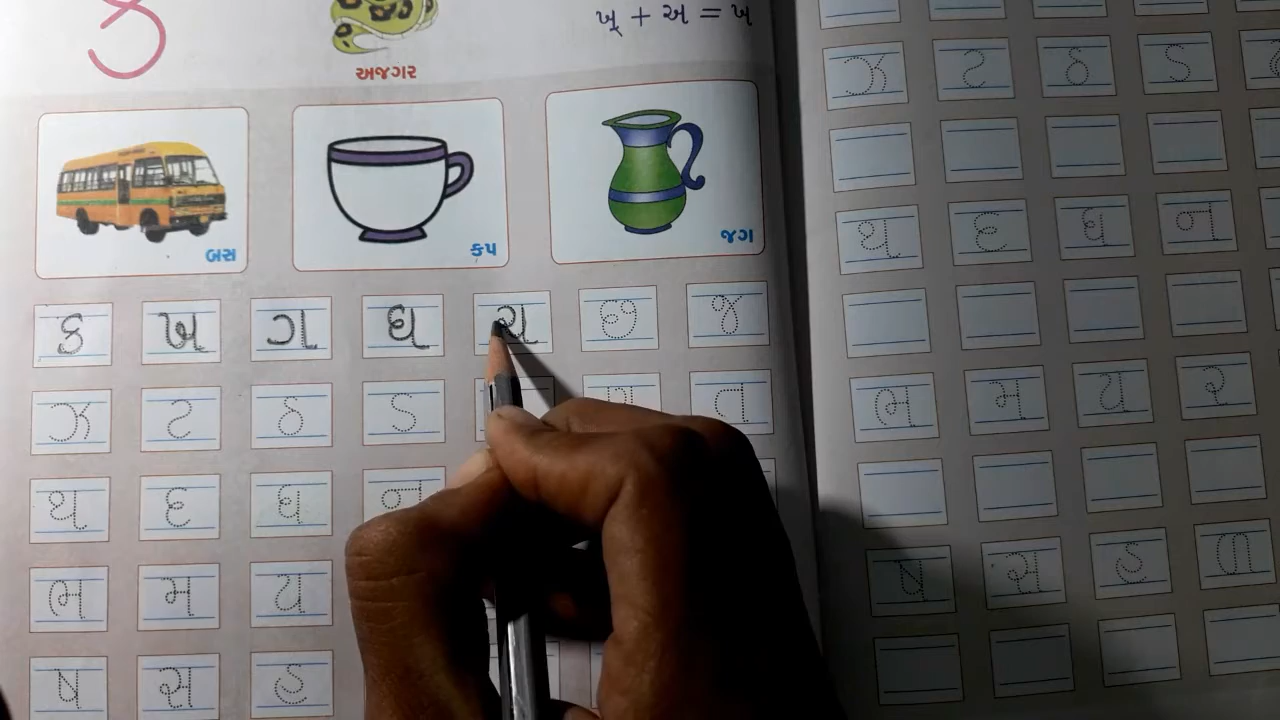 ખ્ + અ = ખ
અજગર
બસ કપ જગ
ક ખ ગ ઘ ચ છ જ
ઝ ટ ઠ ડ ત
થ દ ધ ન
ભ મ ય
ષ સ હ
ઝ ટ ઠ ડ
થ દ ધ ન
ભ મ ય ર
ષ સ હ ળ